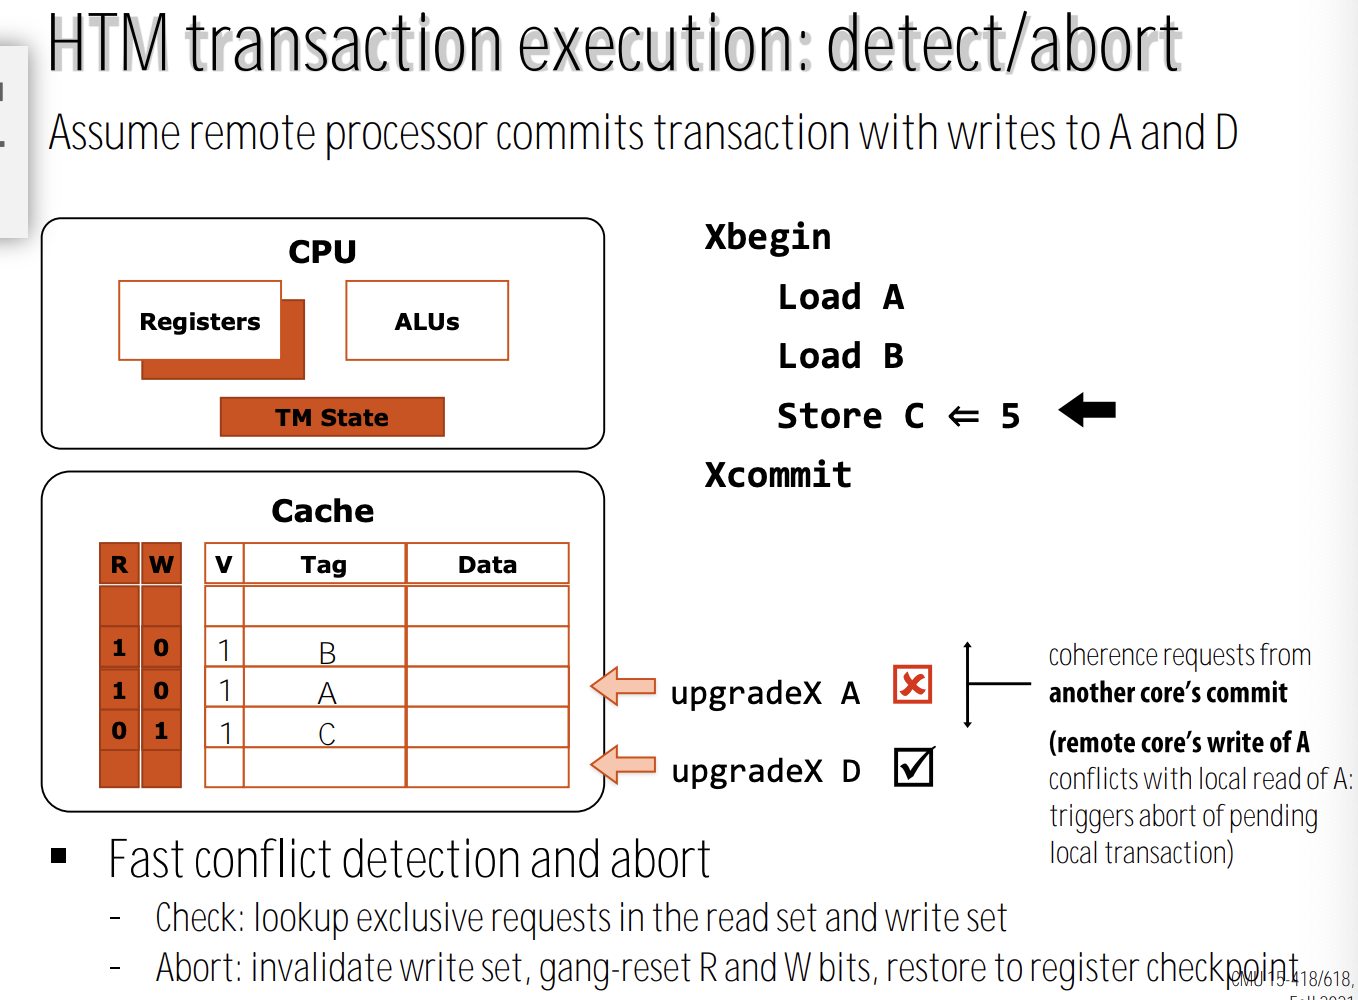 HTM transaction execution: detect/abort
Assume remote processor commits transaction with writes to A and D
CPU
Registers
ALUs
TM State
Xbegin
Load A
Load B
Store C ⇐ 5
Xcommit
Cache
R W V Tag Data
1 0 1 B
1 0 1 A
0 1 1 C
upgradeX A
upgradeX D
coherence requests from
another core's commit
(remote core's write of A
conflicts with local read of A:
triggers abort of pending
local transaction)
▪ Fast conflict detection and abort
- Check: lookup exclusive requests in the read set and write set
- Abort: invalidate write set, gang-reset R and W bits, restore to register checkpoint
CMU 15-418/618,
Fall 2021